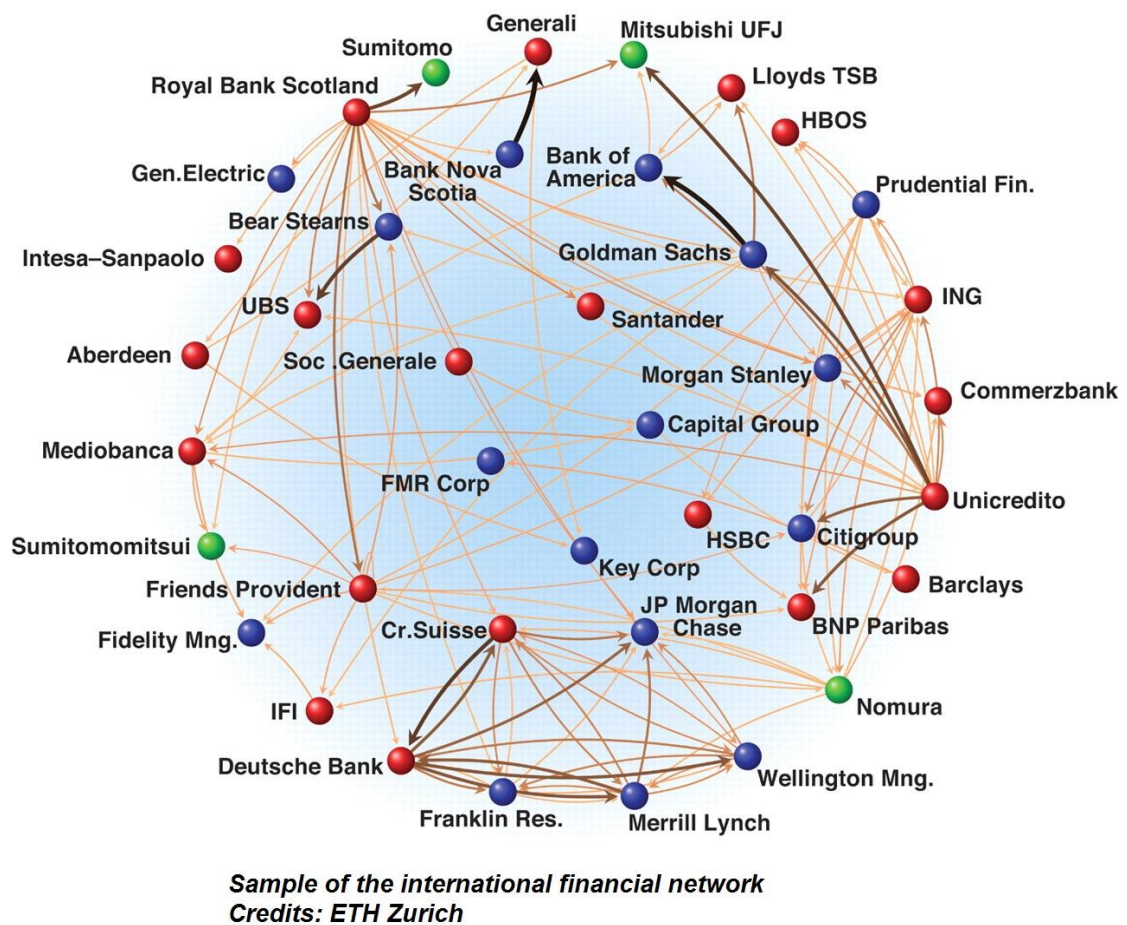 Generali
Mitsubishi UFJ
Sumitomo
Lloyds TSB
Royal Bank Scotland
HBOS
Bank Nova
Scotia
Bank of
America
Gen.Electric
Prudential Fin.
Bear Stearns
Goldman Sachs
Intesa–Sanpaolo
UBS
ING
Santander
Aberdeen
Soc .Generale
Morgan Stanley
Commerzbank
Capital Group
Mediobanca
FMR Corp
Unicredito
HSBC
Citigroup
Sumitomomitsui
Key Corp
Barclays
Friends Provident
JP Morgan
Chase
Cr.Suisse
BNP Paribas
Fidelity Mng.
IFI
Nomura
Deutsche Bank
Wellington Mng.
Franklin Res.
Merrill Lynch
Sample of the international financial network
Credits: ETH Zurich